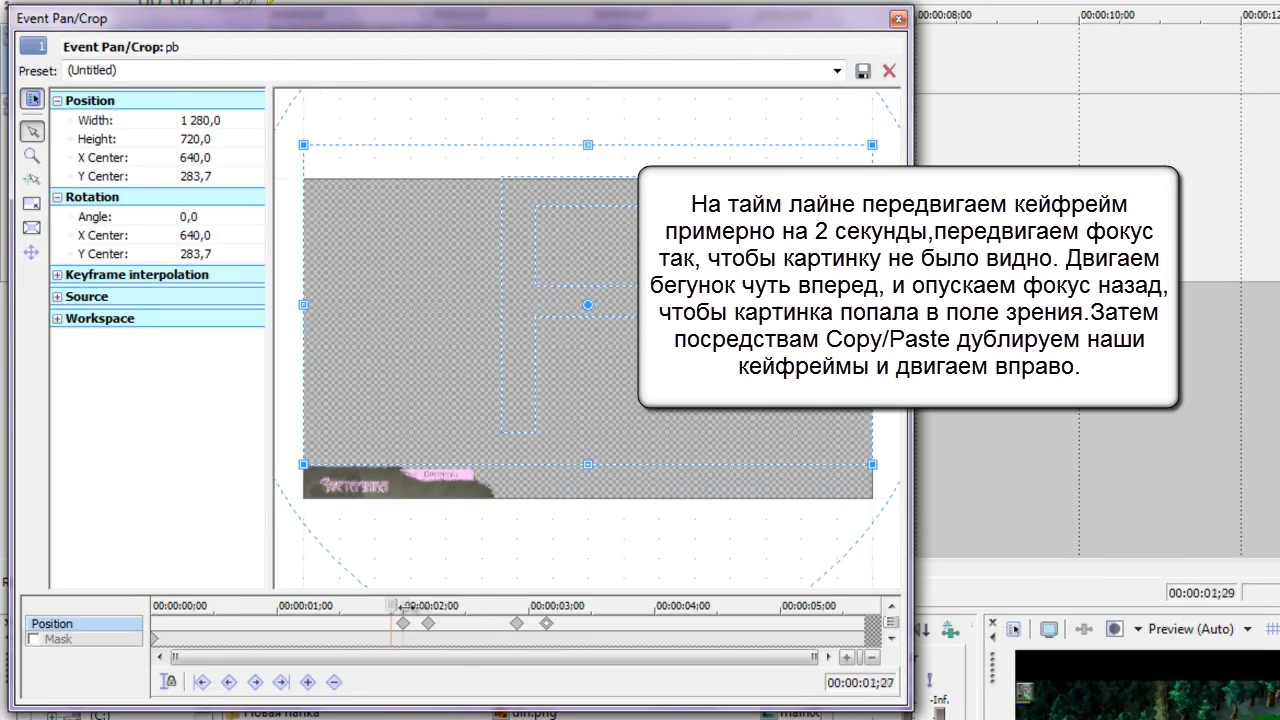 Event Pan/Crop
1
Event Pan/Crop: pb
Preset: (Untitled)
Position
Width: 1 280,0
Height: 720,0
X Center: 640,0
Y Center: 283,7
Rotation
Angle: 0,0
X Center: 640,0
Y Center: 283,7
Keyframe interpolation
Source
Workspace
На тайм лайне передвигаем кейфрейм
примерно на 2 секунды,передвигаем фокус
так, чтобы картинку не было видно. Двигаем
бегунок чуть вперед, и опускаем фокус назад,
чтобы картинка попала в поле зрения.Затем
посредствам Copy/Paste дублируем наши
кейфреймы и двигаем вправо.
00:00:00;00 00:00:01;00 00:00:02;00 00:00:03;00 00:00:04;00 00:00:05;00
Position
Mask
00:00:01;27
00:00:08;00 00:00:10;00 00:00:12
00:00:01;29
Preview (Auto)
-Inf.
Новая папка